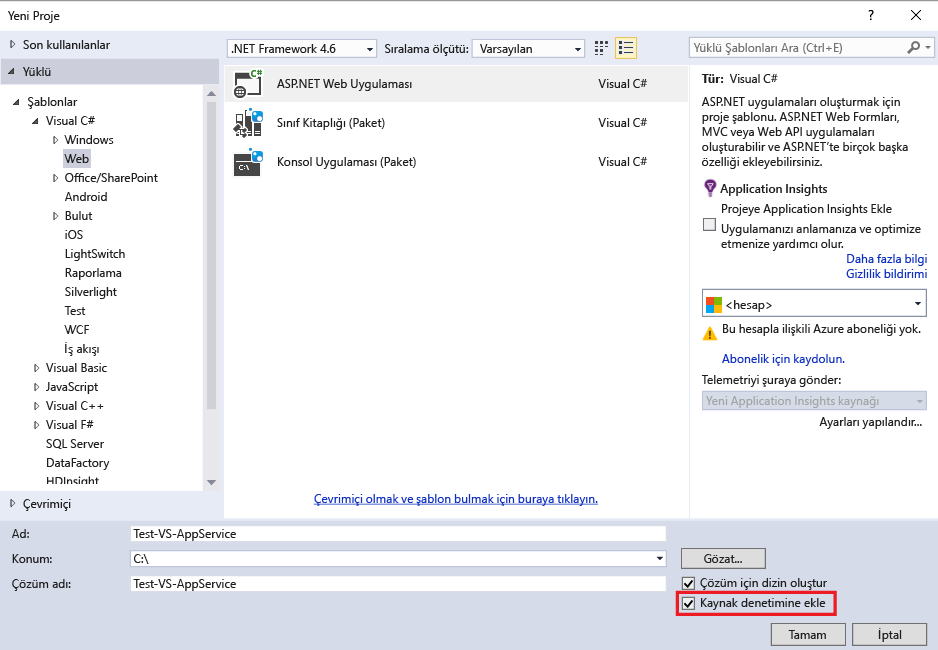 Yeni Proje
?
Son kullanılanlar
Yüklü
Şablonlar
Visual C#
Windows
Web
Office/SharePoint
Android
Bulut
iOS
LightSwitch
Raporlama
Silverlight
Test
WCF
İş akışı
Visual Basic
JavaScript
Visual C++
Visual F#
SQL Server
DataFactory
HDInsight
Çevrimiçi
.NET Framework 4.6
Sıralama ölçütü:
Varsayılan
C# ASP.NET Web Uygulaması Visual C#
Sınıf Kitaplığı (Paket) Visual C#
C:\ Konsol Uygulaması (Paket) Visual C#
Çevrimiçi olmak ve şablon bulmak için buraya tıklayın.
Yüklü Şablonları Ara (Ctrl+E)
Tür: Visual C#
ASP.NET uygulamaları oluşturmak için
proje şablonu. ASP.NET Web Formları,
MVC veya Web API uygulamaları
oluşturabilir ve ASP.NET'te birçok başka
özelliği ekleyebilirsiniz.
Application Insights
Projeye Application Insights Ekle
Uygulamanızı anlamanıza ve optimize
etmenize yardımcı olur.
Daha fazla bilgi
Gizlilik bildirimi
<hesap>
Bu hesapla ilişkili Azure aboneliği yok.
Abonelik için kaydolun.
Telemetriyi şuraya gönder:
Yeni Application Insights kaynağı
Ayarları yapılandır...
Ad: Test-VS-AppService
Konum: C:\ Gözat...
Çözüm adı: Test-VS-AppService
Çözüm için dizin oluştur
Kaynak denetimine ekle
Tamam İptal